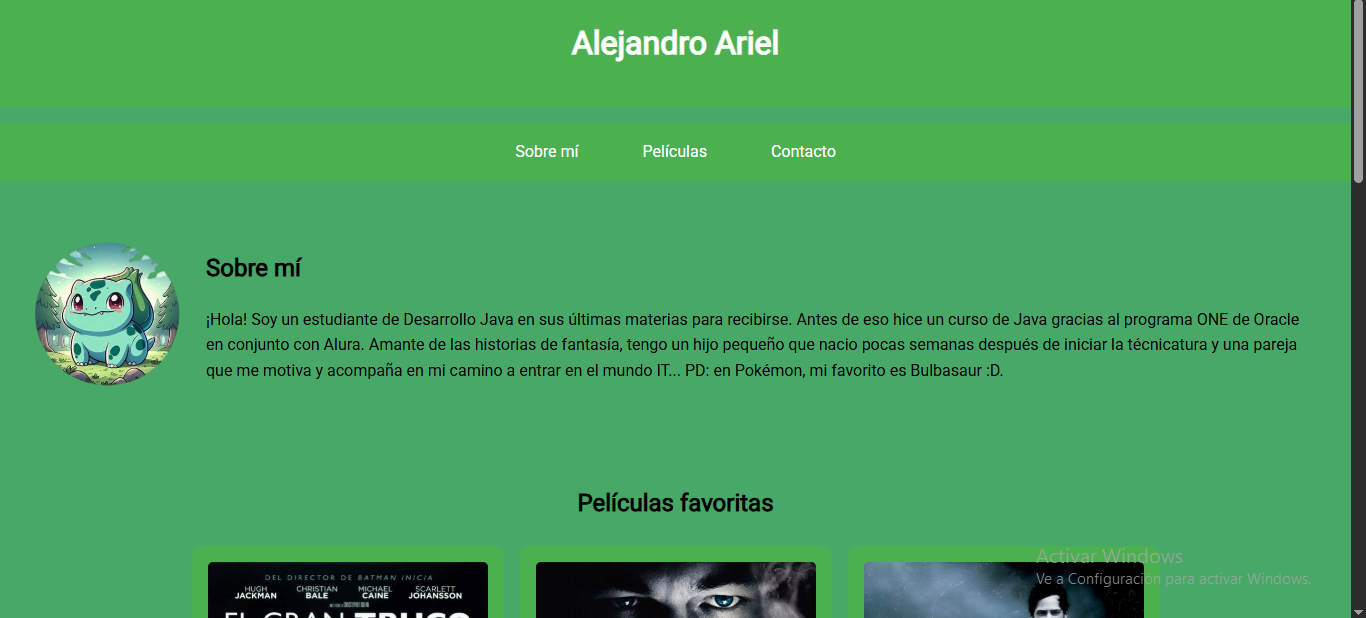 Alejandro Ariel
Sobre mí
Películas
Contacto
Sobre mí
¡Hola! Soy un estudiante de Desarrollo Java en sus últimas materias para recibirse. Antes de eso hice un curso de Java gracias al programa ONE de Oracle
en conjunto con Alura. Amante de las historias de fantasía, tengo un hijo pequeño que nacio pocas semanas después de iniciar la técnicatura y una pareja
que me motiva y acompaña en mi camino a entrar en el mundo IT... PD: en Pokémon, mi favorito es Bulbasaur :D.
Películas favoritas
DEL DIRECTOR DE BATMAN INICIA
HUGH JACKMAN
CHRISTIAN BALE
MICHAEL CAINE
SCARLETT JOHANSSON
EL GRAN TRUCO
Activar Windows
Ve a Configuración para activar Windows.